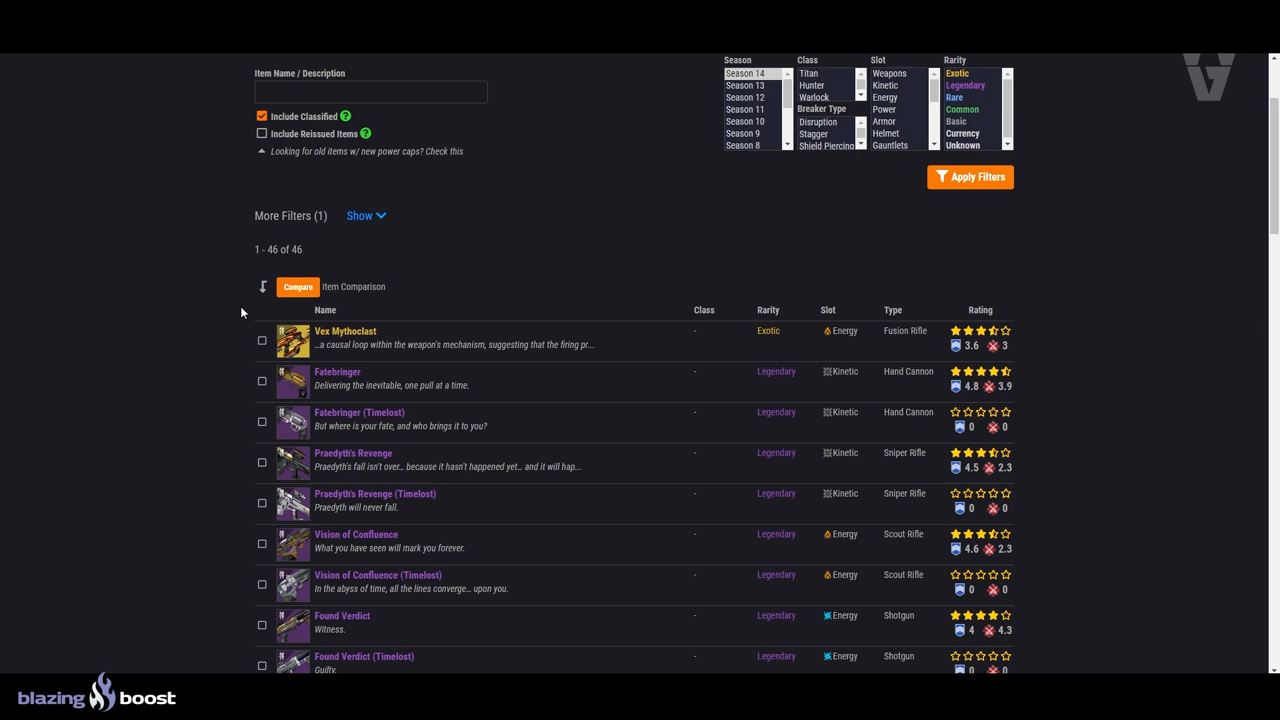 Item Name / Description
Include Classified
Include Reissued Items
Looking for old items w/ new power caps? Check this
Season
Season 14
Season 13
Season 12
Season 11
Season 10
Season 9
Season 8
Class
Titan
Hunter
Warlock
Breaker Type
Disruption
Stagger
Shield Piercing
Slot
Weapons
Kinetic
Energy
Power
Armor
Helmet
Gauntlets
Rarity
Exotic
Legendary
Rare
Common
Basic
Currency
Unknown
Apply Filters
More Filters (1) Show
1 - 46 of 46
Compare Item Comparison
Name Class Rarity Slot Type Rating
Vex Mythoclast - Exotic Energy Fusion Rifle
…a causal loop within the weapon's mechanism, suggesting that the firing pr... 3.6 3
Fatebringer - Legendary Kinetic Hand Cannon
Delivering the inevitable, one pull at a time. 4.8 3.9
Fatebringer (Timelost) - Legendary Kinetic Hand Cannon
But where is your fate, and who brings it to you? 0 0
Praedyth's Revenge - Legendary Kinetic Sniper Rifle
Praedyth's fall isn't over… because it hasn't happened yet… and it will hap... 4.5 2.3
Praedyth's Revenge (Timelost) - Legendary Kinetic Sniper Rifle
Praedyth will never fall. 0 0
Vision of Confluence - Legendary Energy Scout Rifle
What you have seen will mark you forever. 4.6 2.3
Vision of Confluence (Timelost) - Legendary Energy Scout Rifle
In the abyss of time, all the lines converge… upon you. 0 0
Found Verdict - Legendary Energy Shotgun
Witness. 4 4.3
Found Verdict (Timelost) - Legendary Energy Shotgun
Guilty. 0 0
blazing boost